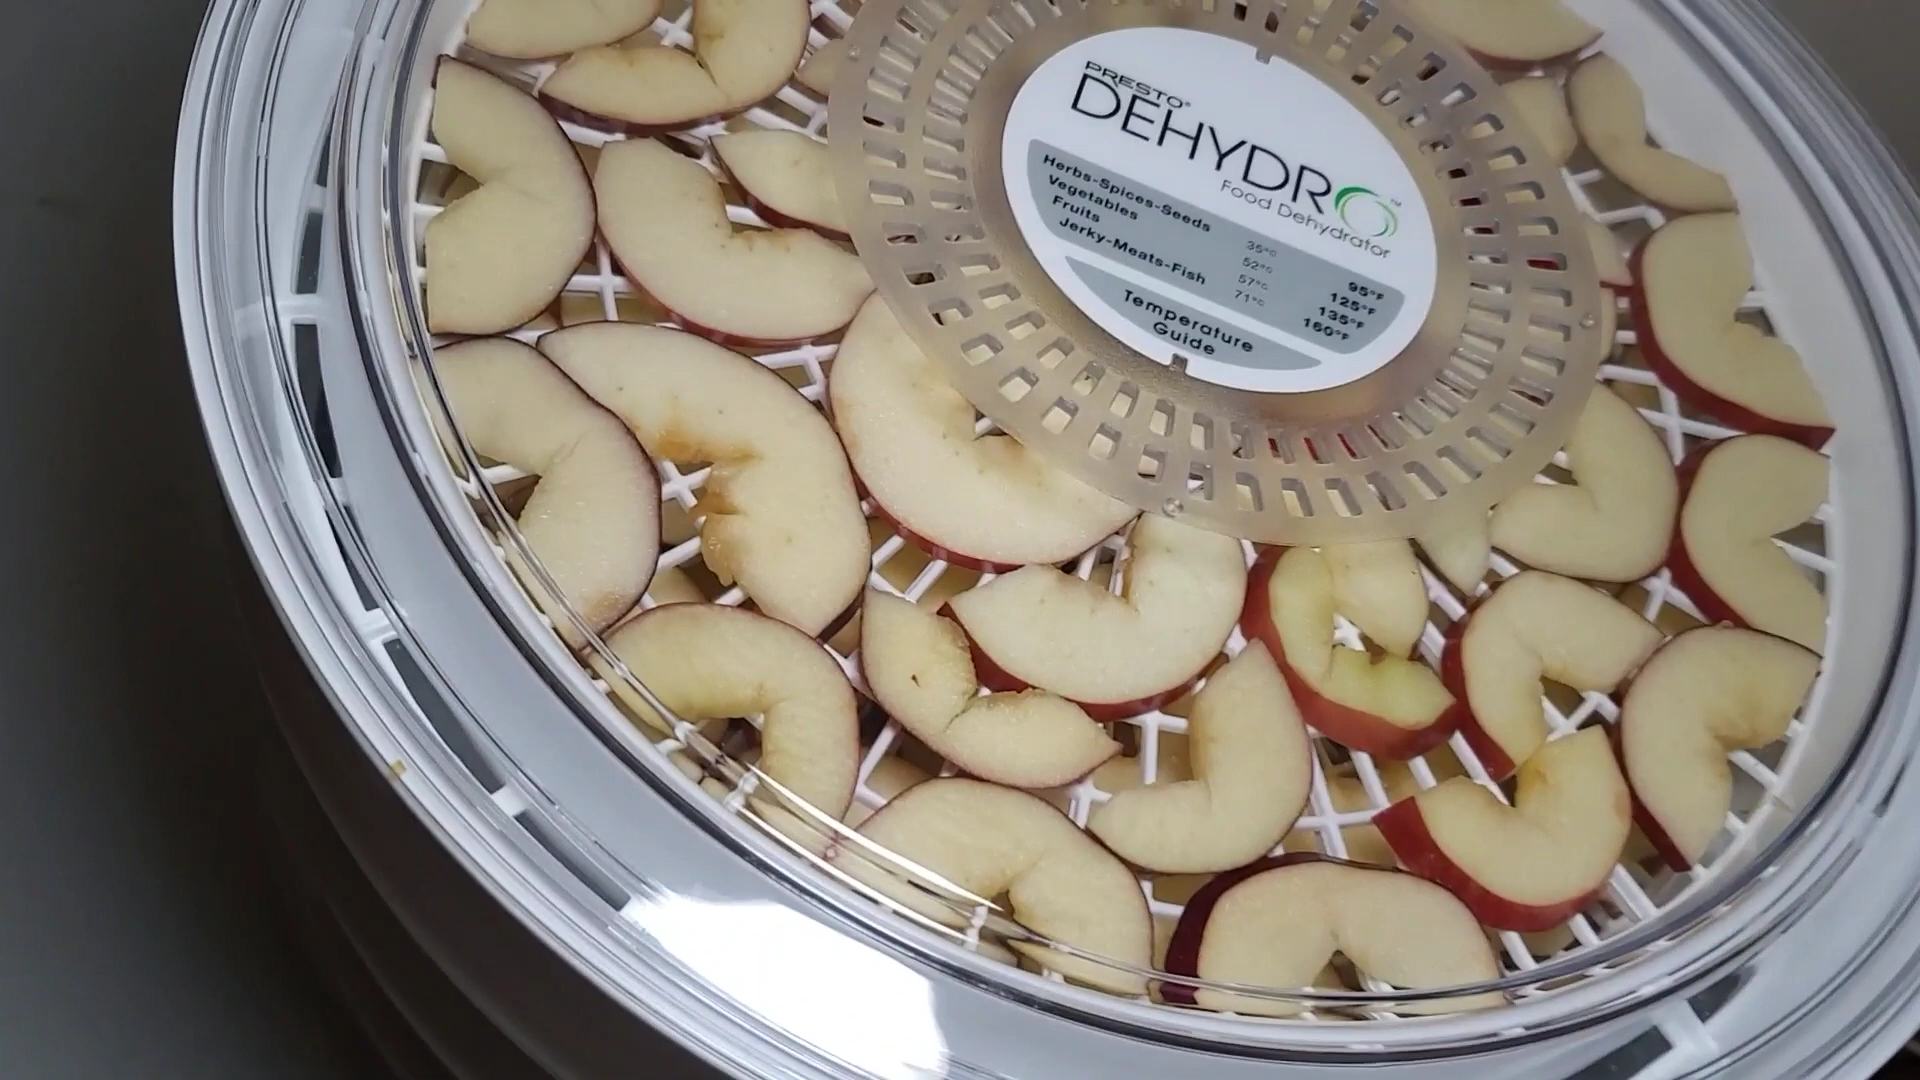 PRESTO®
DEHYDRO™
Food Dehydrator
Herbs-Spices-Seeds 35°C 95°F
Vegetables 52°C 125°F
Fruits 57°C 135°F
Jerky-Meats-Fish 71°C 160°F
Temperature
Guide